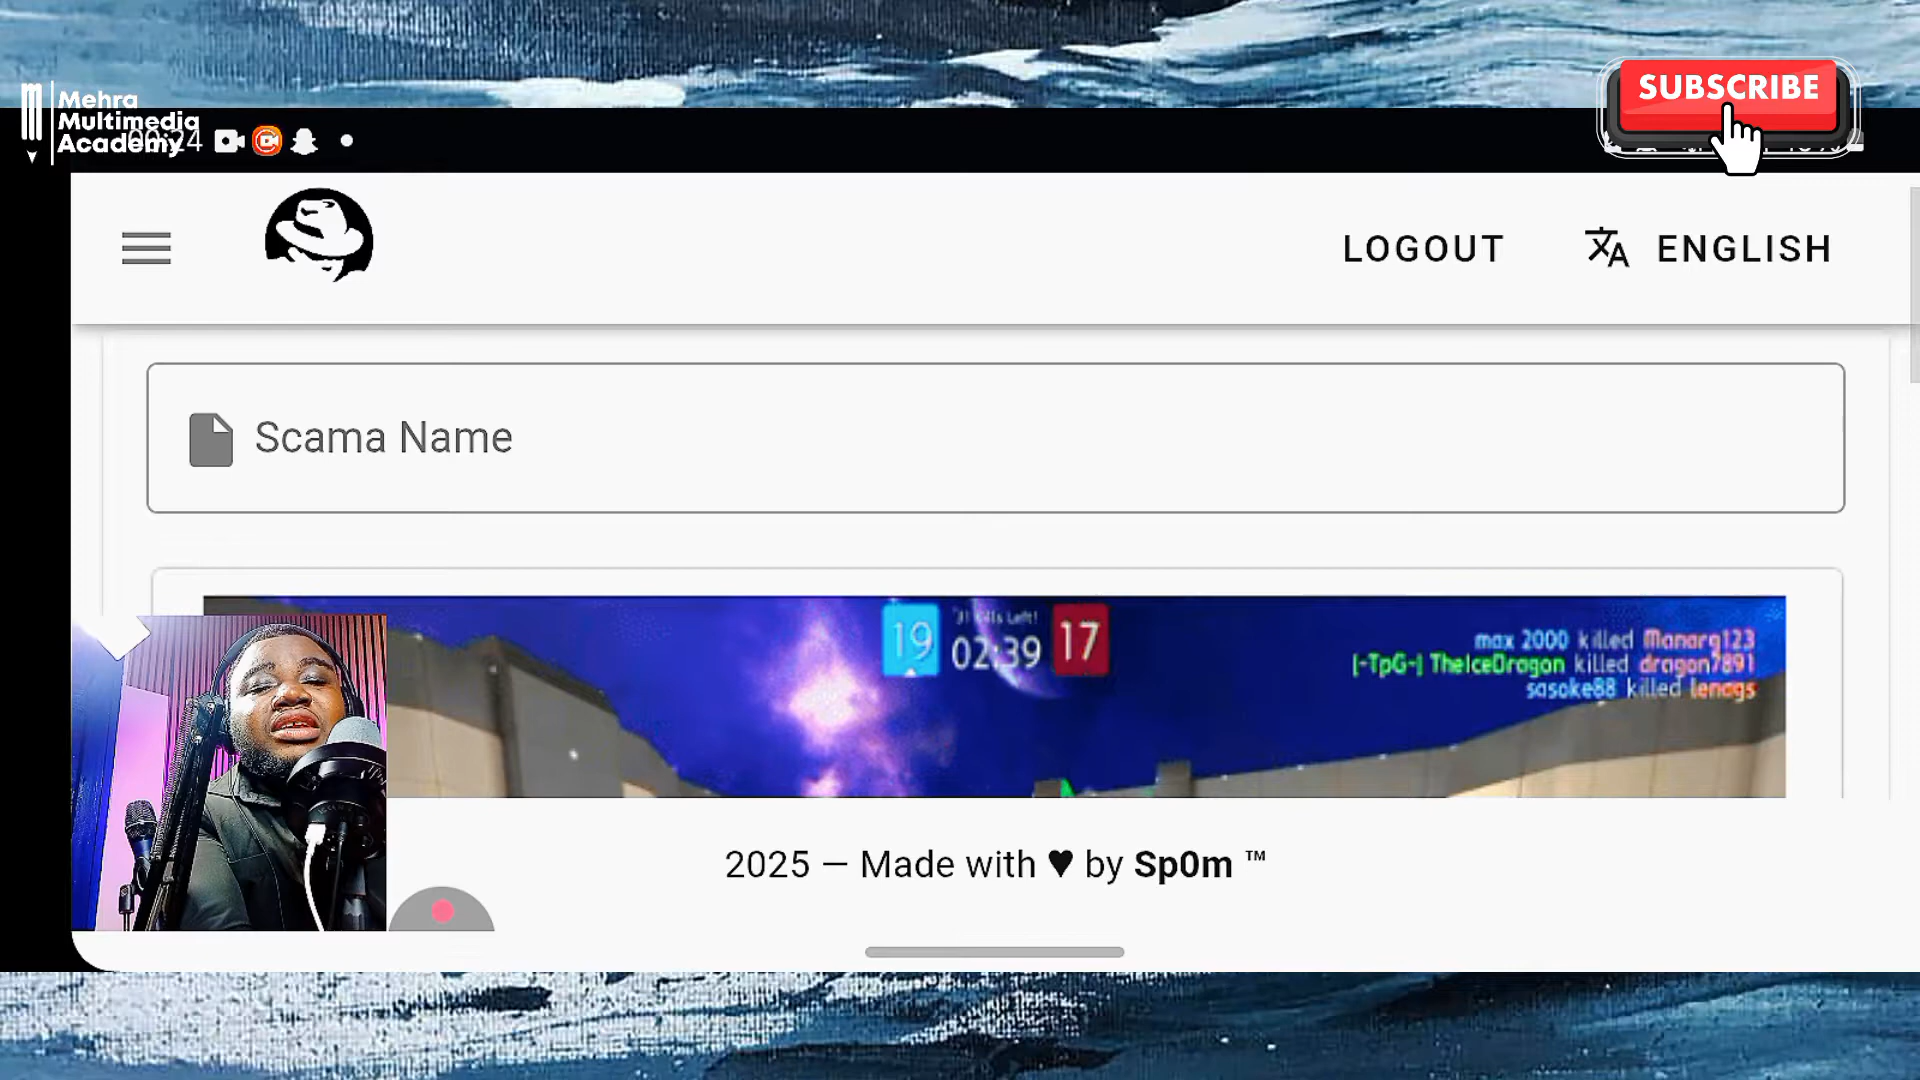 Mehra
Multimedia
Academy
SUBSCRIBE
LOGOUT
ENGLISH
Scama Name
19
02:39
17
max 2000 killed Manarq123
[-TpG-] TheIceDragon killed dragon7891
sasoke88 killed lenags
2025 — Made with ♥ by Sp0m ™